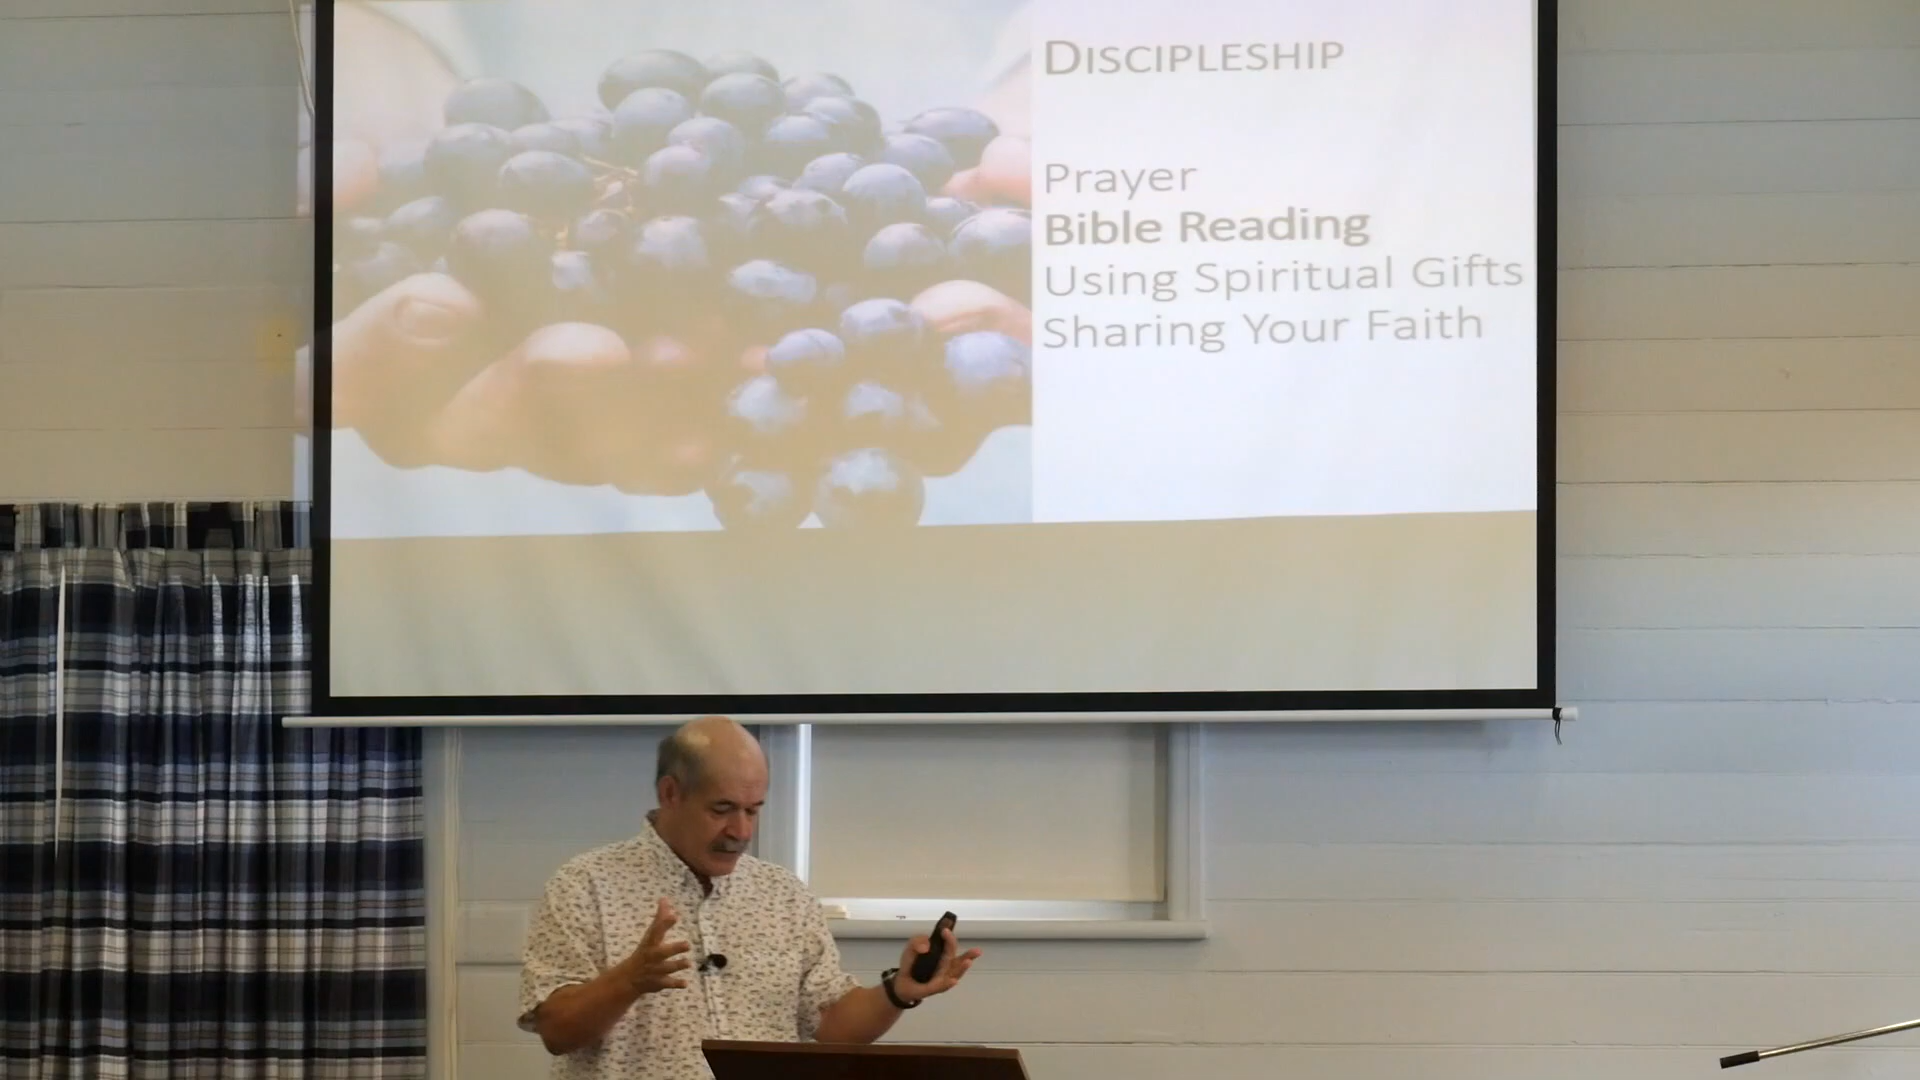 DISCIPLESHIP
Prayer
Bible Reading
Using Spiritual Gifts
Sharing Your Faith